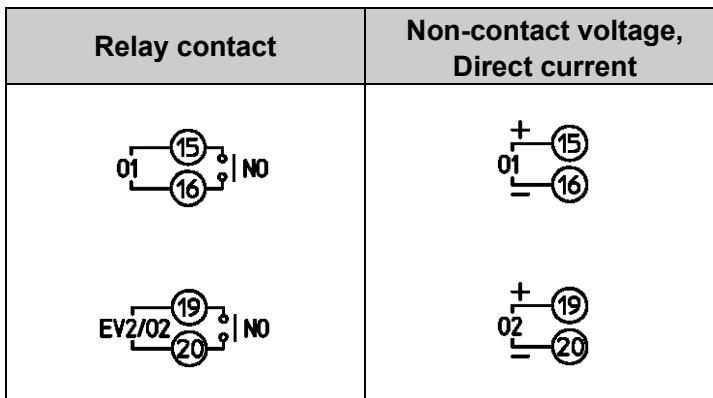 Relay contact
Non-contact voltage,
Direct current
15
01
NO
16
+
15
01
16
–
19
EV2/02
NO
20
+
19
02
20
–